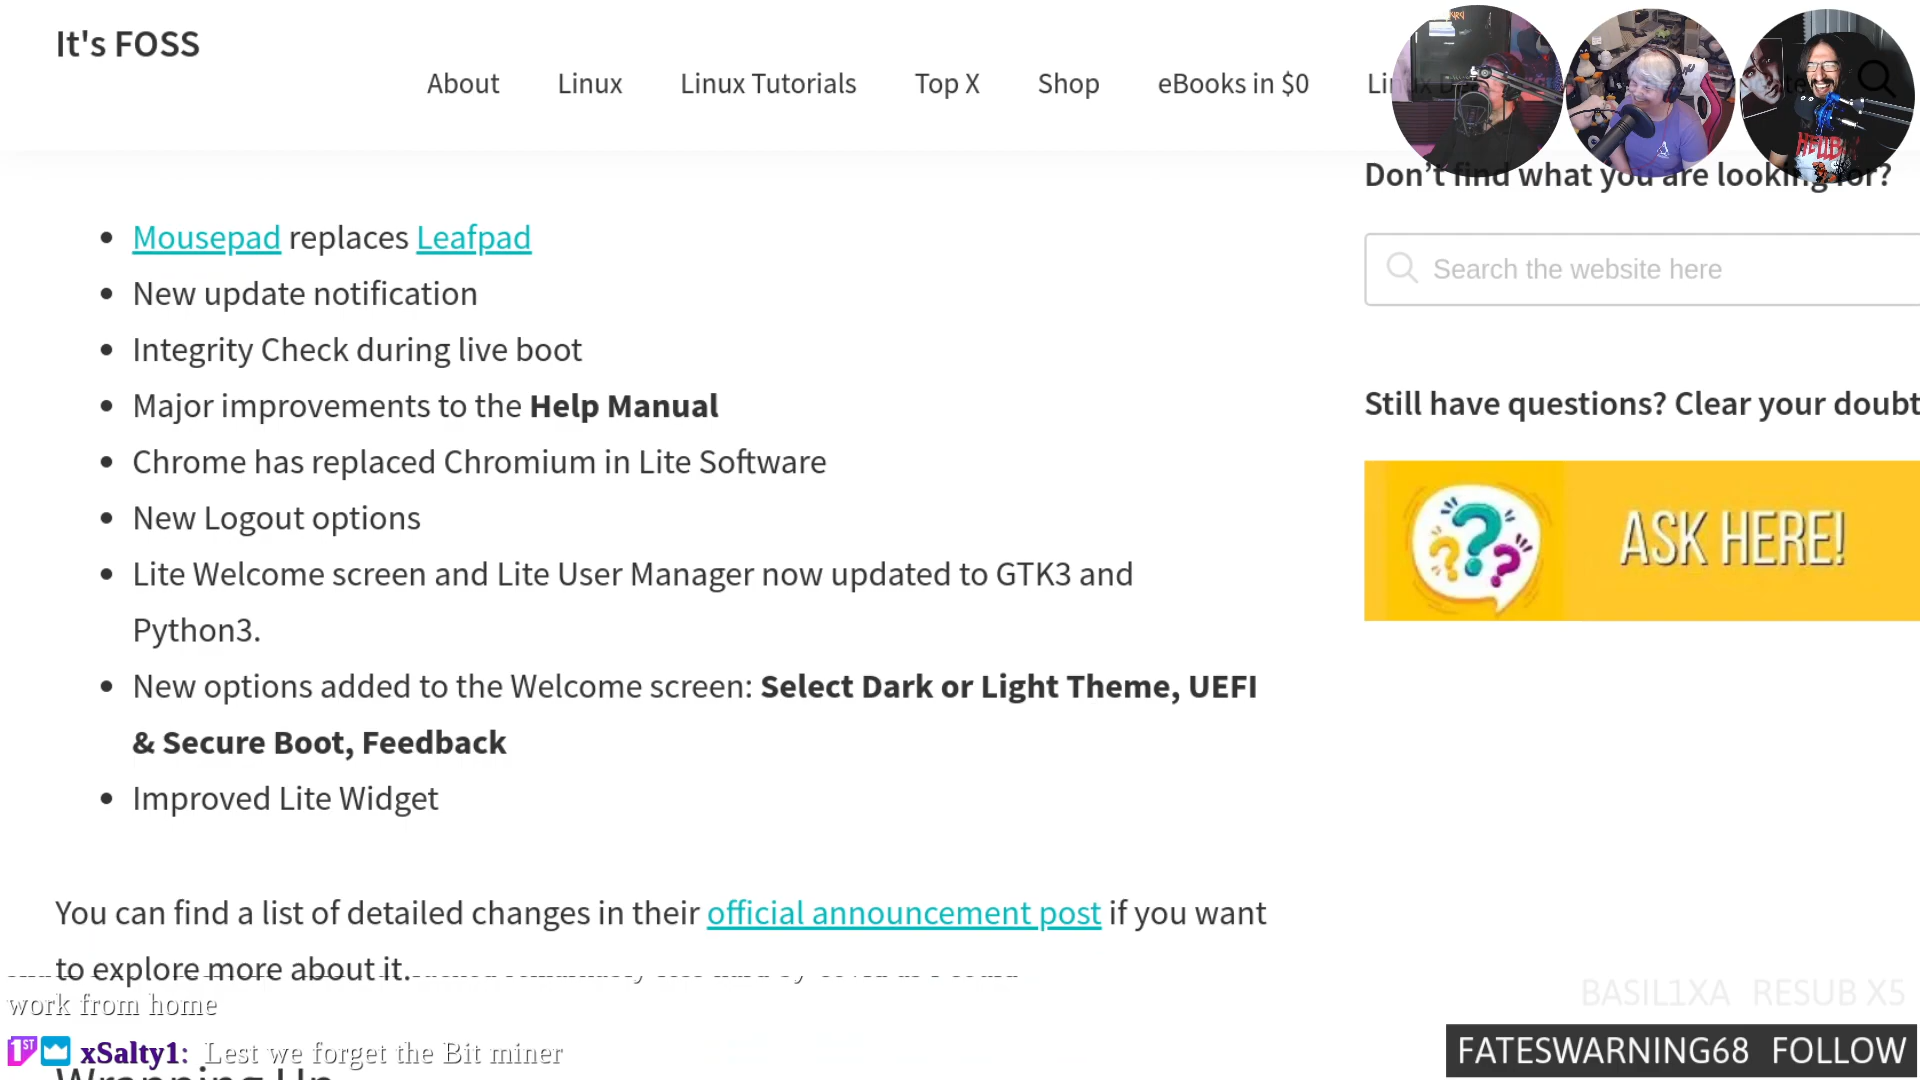 It's FOSS
About Linux Linux Tutorials Top X Shop eBooks in $0
Don't find what you are looking for?
Mousepad replaces Leafpad
Search the website here
New update notification
Integrity Check during live boot
Major improvements to the Help Manual
Still have questions? Clear your doubt
Chrome has replaced Chromium in Lite Software
New Logout options
ASK HERE!
Lite Welcome screen and Lite User Manager now updated to GTK3 and
Python3.
New options added to the Welcome screen: Select Dark or Light Theme, UEFI
& Secure Boot, Feedback
Improved Lite Widget
You can find a list of detailed changes in their official announcement post if you want
to explore more about it.
work from home
BASIL1XA RESUB X5
1ST xSalty1: Lest we forget the Bit miner
FATESWARNING68 FOLLOW
Wrapping Up